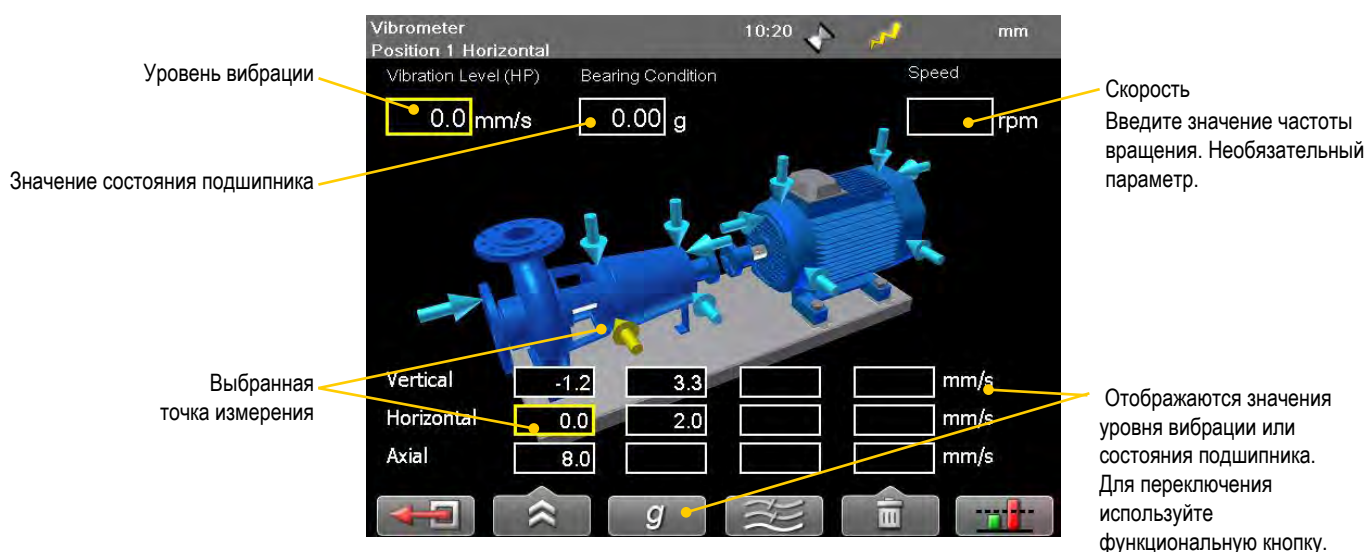 Vibrometer
Position 1 Horizontal
10:20
mm
Уровень вибрации
Vibration Level (HP)
Bearing Condition
Speed
0.0 mm/s
0.00 g
rpm
Скорость
Введите значение частоты
вращения. Необязательный
параметр.
Значение состояния подшипника
Выбранная
точка измерения
Vertical -1.2 3.3 mm/s
Horizontal 0.0 2.0 mm/s
Axial 8.0 mm/s
g
Отображаются значения
уровня вибрации или
состояния подшипника.
Для переключения
используйте
функциональную кнопку.